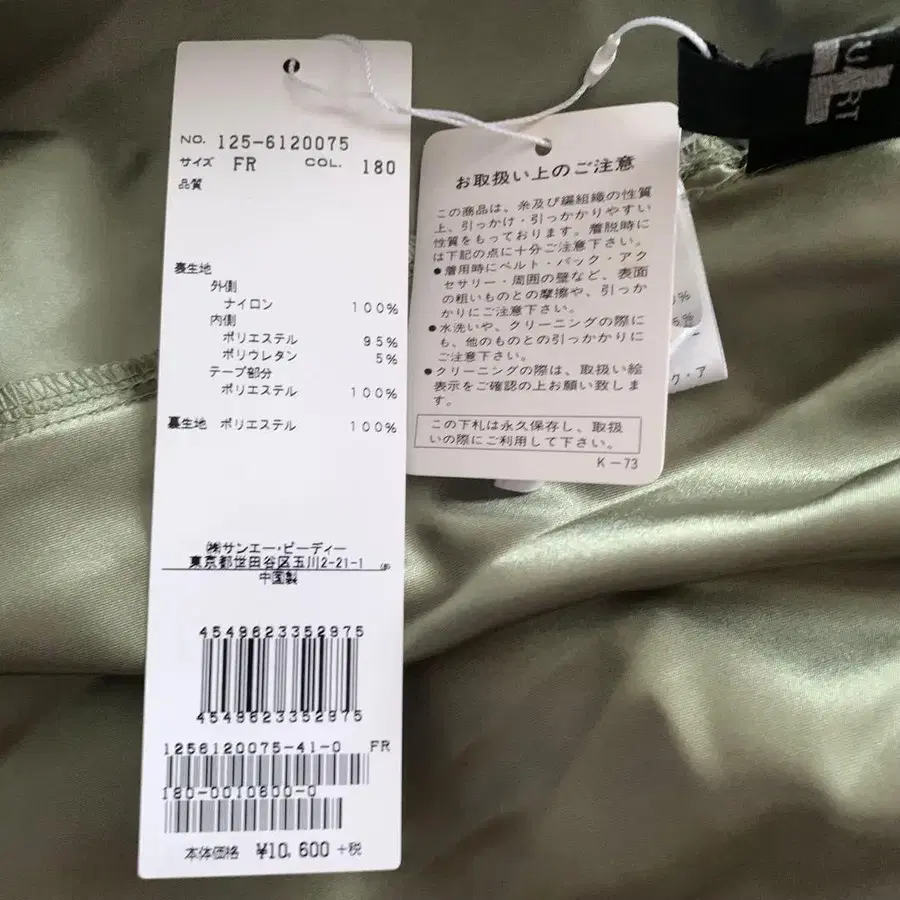 NO. 125-6120075
サイズ FR COL. 180
品質
裏生地
外側
ナイロン 100%
内側
ポリエステル 95%
ポリウレタン 5%
テープ部分
ポリエステル 100%
裏生地 ポリエステル 100%
㈱サンエー・ビーディー
東京都世田谷区玉川2-21-1
中国製
4549623352975
4549623352975
1256120075-41-0 FR
180-0010600-0
本体価格 ¥10,600 +税
お取扱い上のご注意
この商品は、糸及び編組織の性質
上、引っかけ・引っかかりやすい
性質をもっております。着脱時に
は下記の点に十分ご注意下さい。
●着用時にベルト・バック・アク
セサリー・周囲の壁など、表面
の粗いものとの摩擦や、引っか
かりにご注意下さい。
●水洗いや、クリーニングの際に
も、他のものとの引っかかりに
ご注意下さい。
●クリーニングの際は、取扱い絵
表示をご確認の上お願い致しま
す。
この下札は永久保存し、取扱
いの際にご利用して下さい。
K-73
UART
%
5%
ク・ア